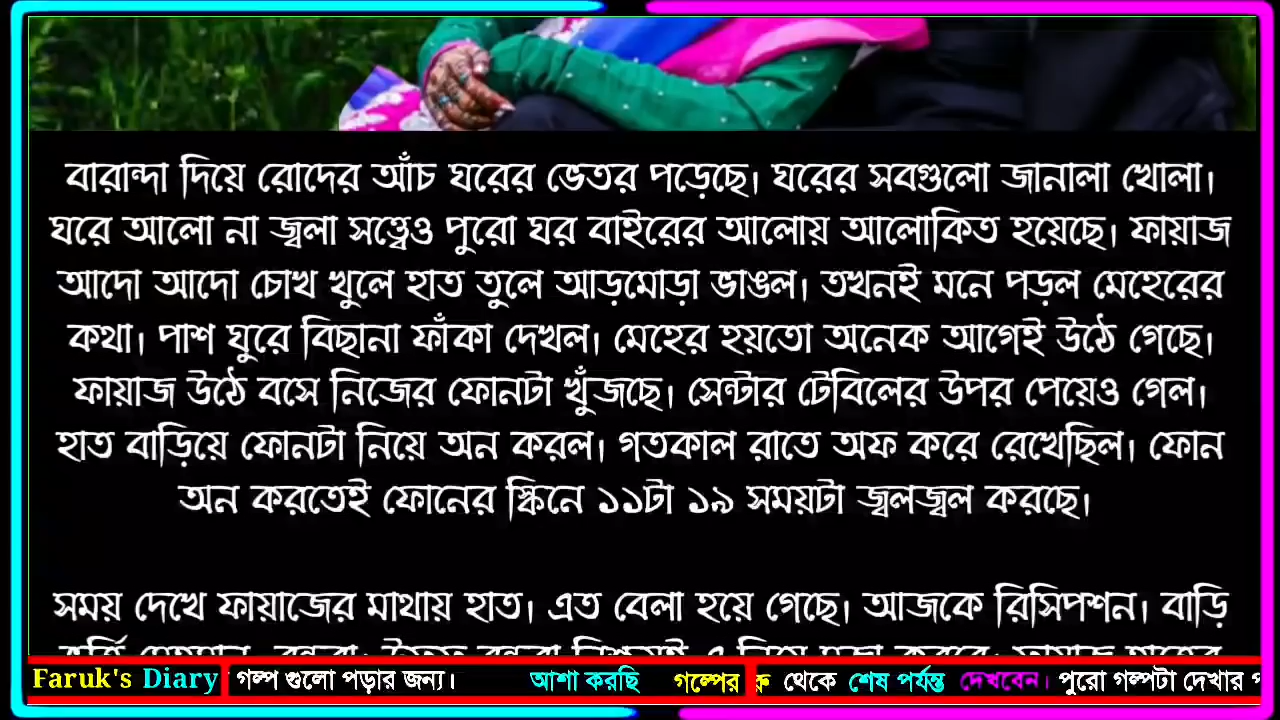 বারান্দা দিয়ে রোদের আঁচ ঘরের ভেতর পড়েছে। ঘরের সবগুলো জানালা খোলা।
ঘরে আলো না জ্বলা সত্ত্বেও পুরো ঘর বাইরের আলোয় আলোকিত হয়েছে। ফায়াজ
আদো আদো চোখ খুলে হাত তুলে আড়মোড়া ভাঙল। তখনই মনে পড়ল মেহেরের
কথা। পাশ ঘুরে বিছানা ফাঁকা দেখল। মেহের হয়তো অনেক আগেই উঠে গেছে।
ফায়াজ উঠে বসে নিজের ফোনটা খুঁজছে। সেন্টার টেবিলের উপর পেয়েও গেল।
হাত বাড়িয়ে ফোনটা নিয়ে অন করল। গতকাল রাতে অফ করে রেখেছিল। ফোন
অন করতেই ফোনের স্কিনে ১১টা ১৯ সময়টা জ্বলজ্বল করছে।
সময় দেখে ফায়াজের মাথায় হাত। এত বেলা হয়ে গেছে। আজকে রিসিপশন। বাড়ি
Faruk's Diary গল্প গুলো পড়ার জন্য। আশা করছি গল্পের থেকে শেষ পর্যন্ত দেখবেন। পুরো গল্পটা দেখার